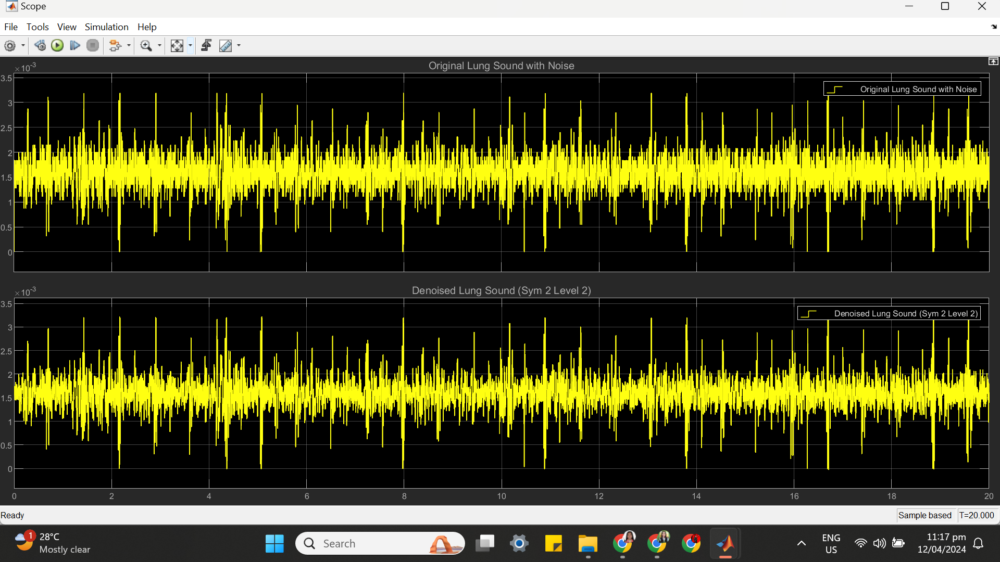 Scope
File Tools View Simulation Help
×10-3
Original Lung Sound with Noise
3.5
Original Lung Sound with Noise
3
2.5
2
1.5
1
0.5
0
×10-3
Denoised Lung Sound (Sym 2 Level 2)
3.5
Denoised Lung Sound (Sym 2 Level 2)
3
2.5
2
1.5
1
0.5
0
0 2 4 6 8 10 12 14 16 18 20
Ready
Sample based T=20.000
1
28°C
Mostly clear
Search
ENG
US
11:17 pm
12/04/2024